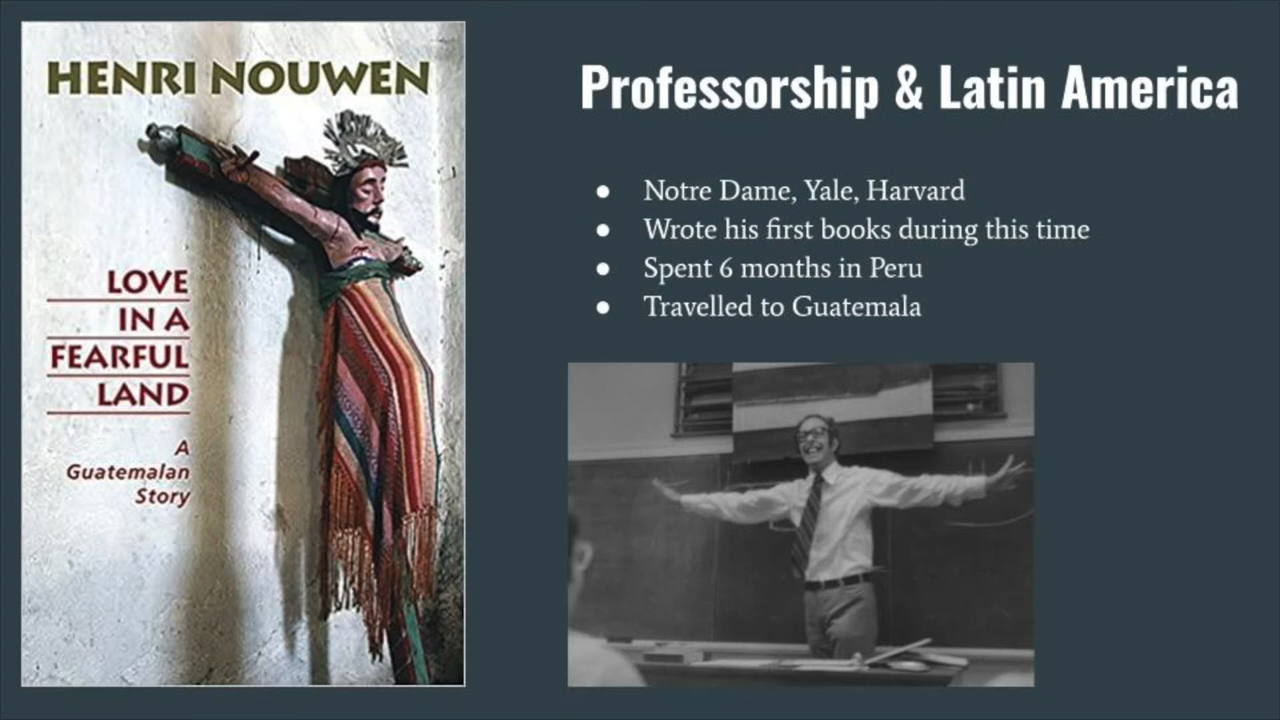 HENRI NOUWEN
LOVE
IN A
FEARFUL
LAND
A
Guatemalan
Story
Professorship & Latin America
● Notre Dame, Yale, Harvard
● Wrote his first books during this time
● Spent 6 months in Peru
● Travelled to Guatemala